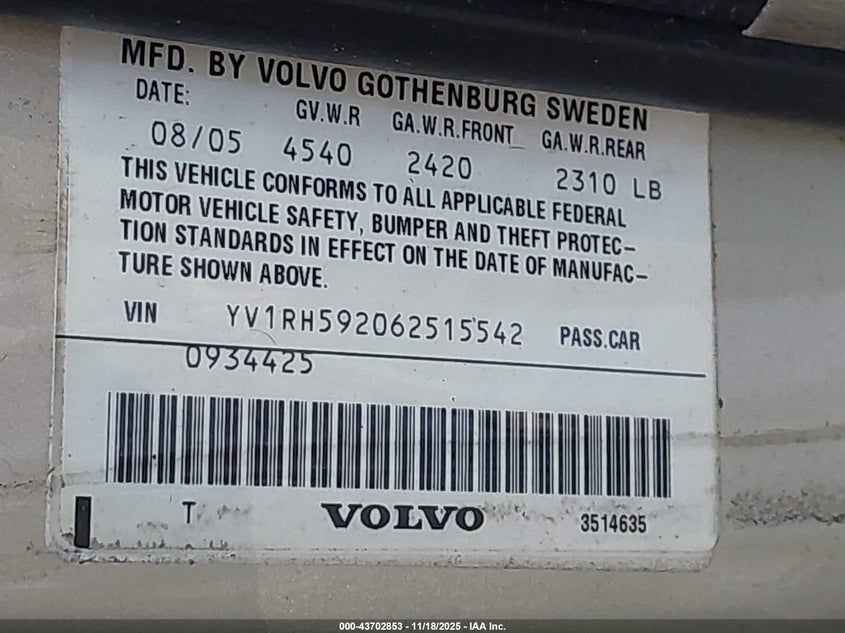 MFD. BY VOLVO GOTHENBURG SWEDEN
DATE: GV.W.R GA.W.R.FRONT GA.W.R.REAR
08/05 4540 2420 2310 LB
THIS VEHICLE CONFORMS TO ALL APPLICABLE FEDERAL
MOTOR VEHICLE SAFETY, BUMPER AND THEFT PROTEC-
TION STANDARDS IN EFFECT ON THE DATE OF MANUFAC-
TURE SHOWN ABOVE.
VIN YV1RH592062515542 PASS.CAR
0934425
T VOLVO 3514635
000-43702853 - 11/18/2025 - IAA Inc.